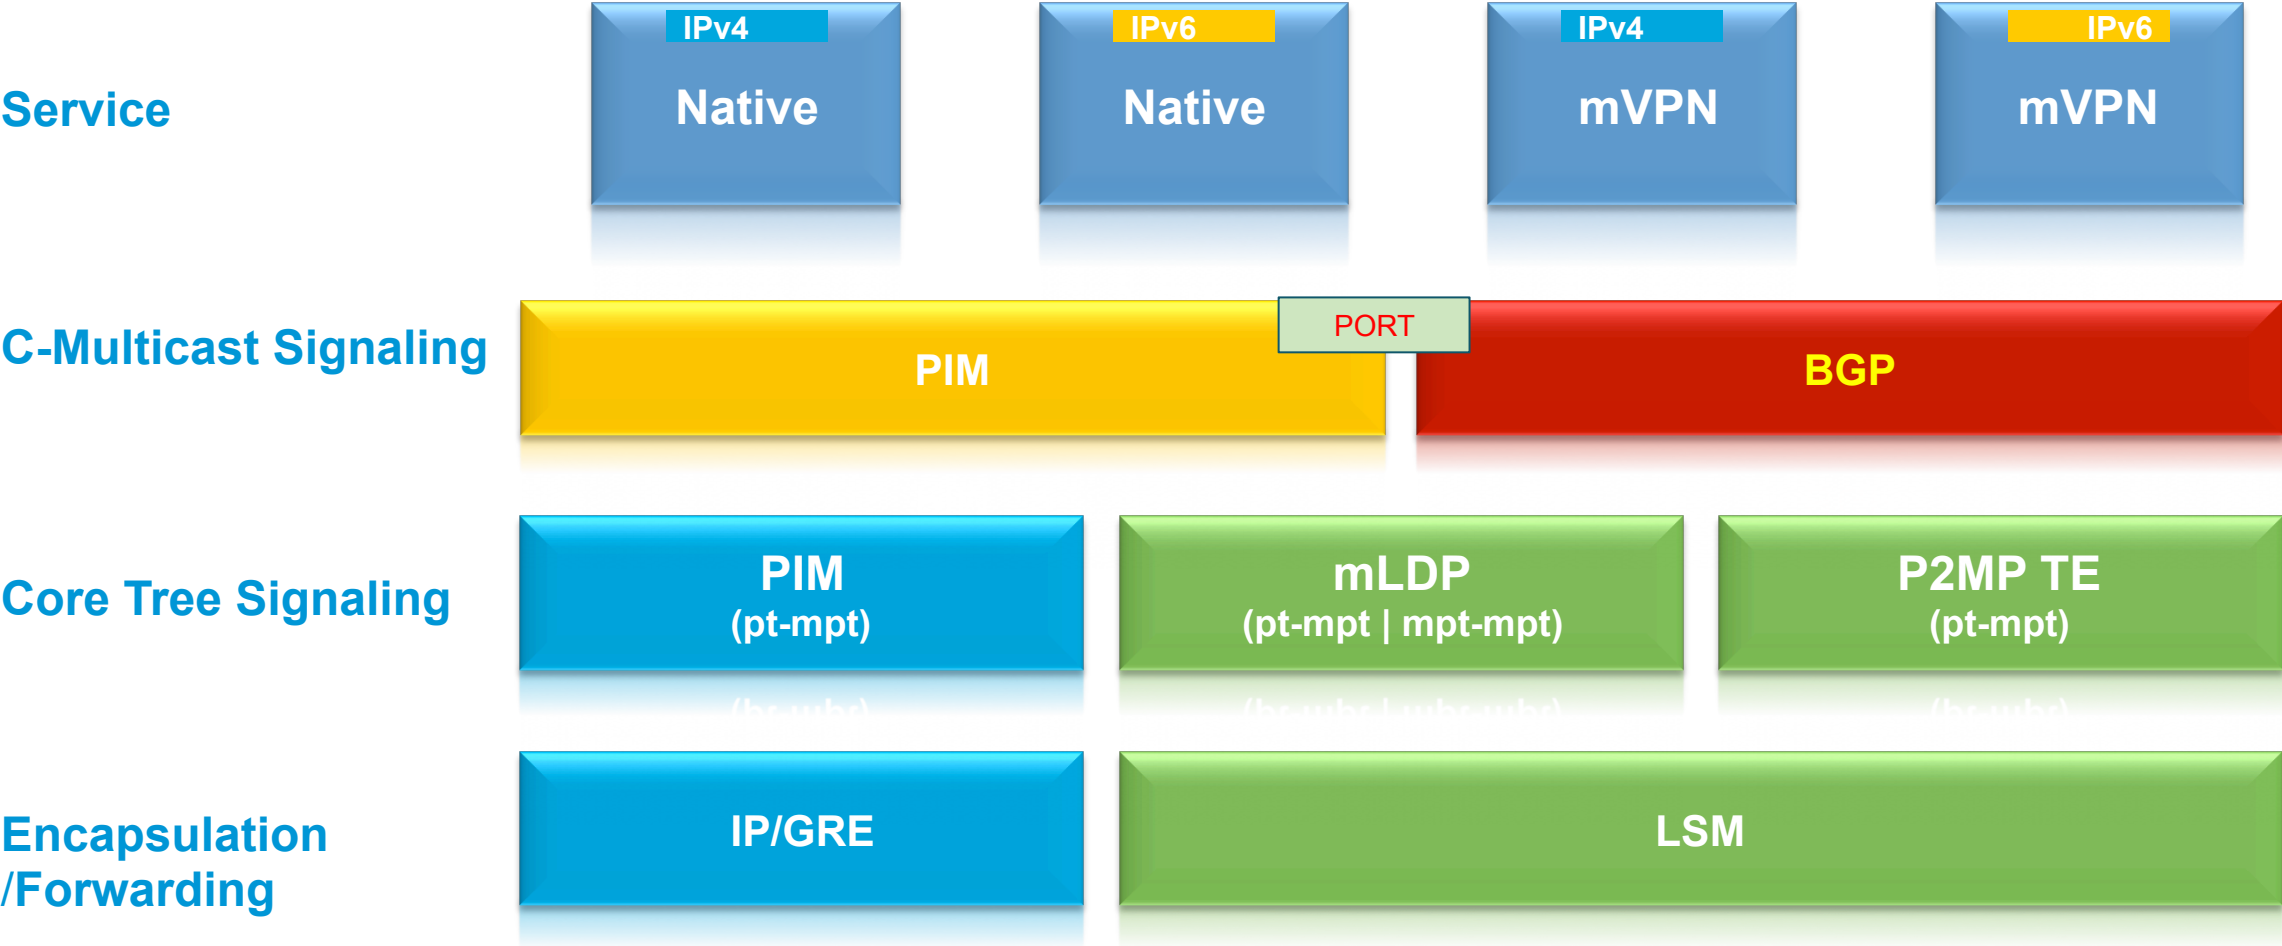 IPv4
IPv6
IPv4
IPv6
Service
Native
Native
mVPN
mVPN
PORT
C-Multicast Signaling
PIM
BGP
PIM
mLDP
P2MP TE
Core Tree Signaling
(pt-mpt)
(pt-mpt | mpt-mpt)
(pt-mpt)
Encapsulation
/Forwarding
IP/GRE
LSM